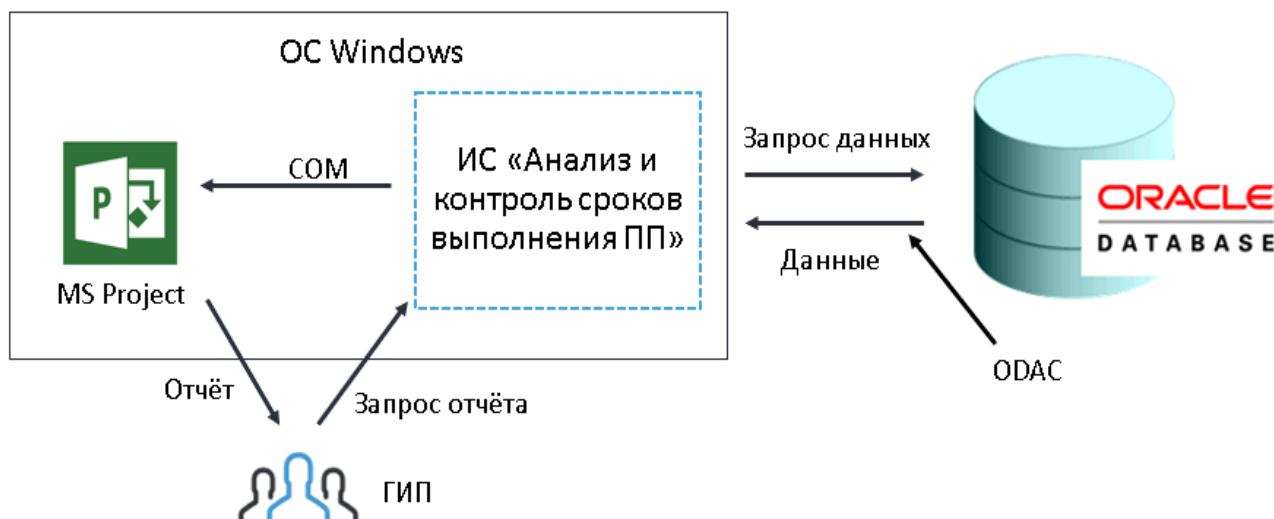 ОС Windows
ИС «Анализ и
контроль сроков
выполнения ПП»
COM
P
MS Project
Запрос данных
Данные
ORACLE
DATABASE
ODAC
Отчёт
Запрос отчёта
ГИП